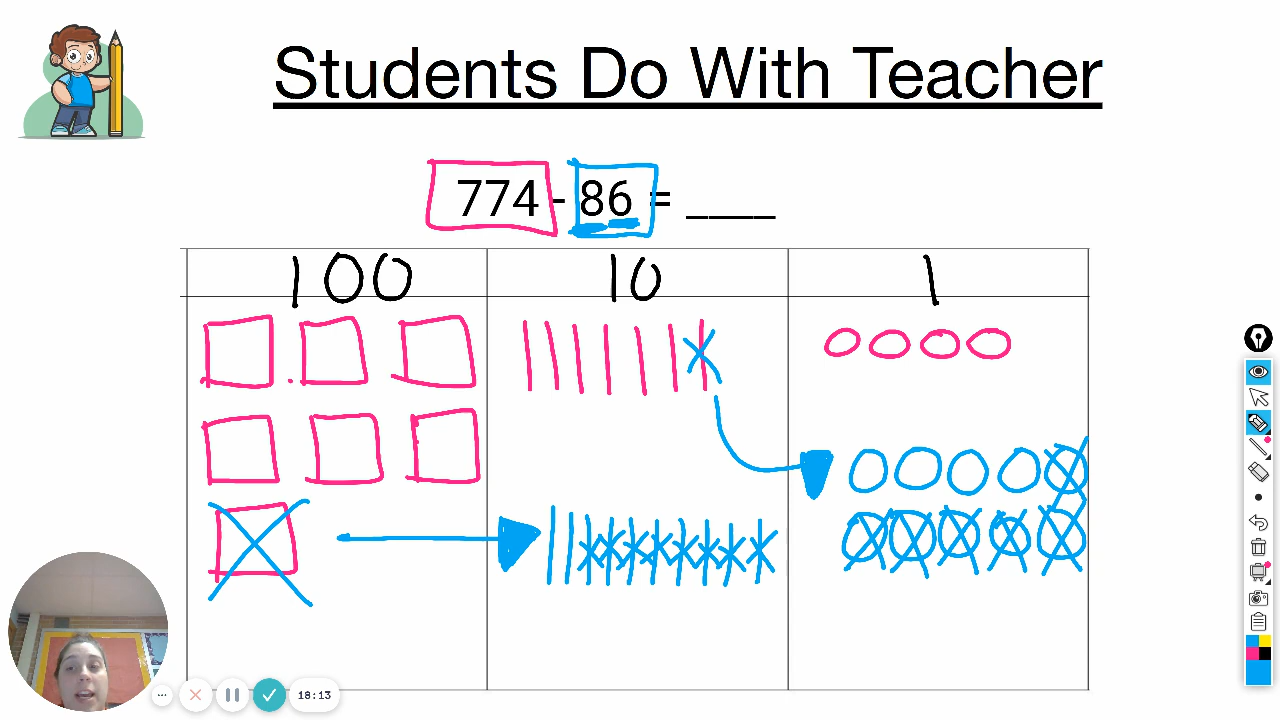 Students Do With Teacher
774 - 86 = ____
100 10 1
18:13